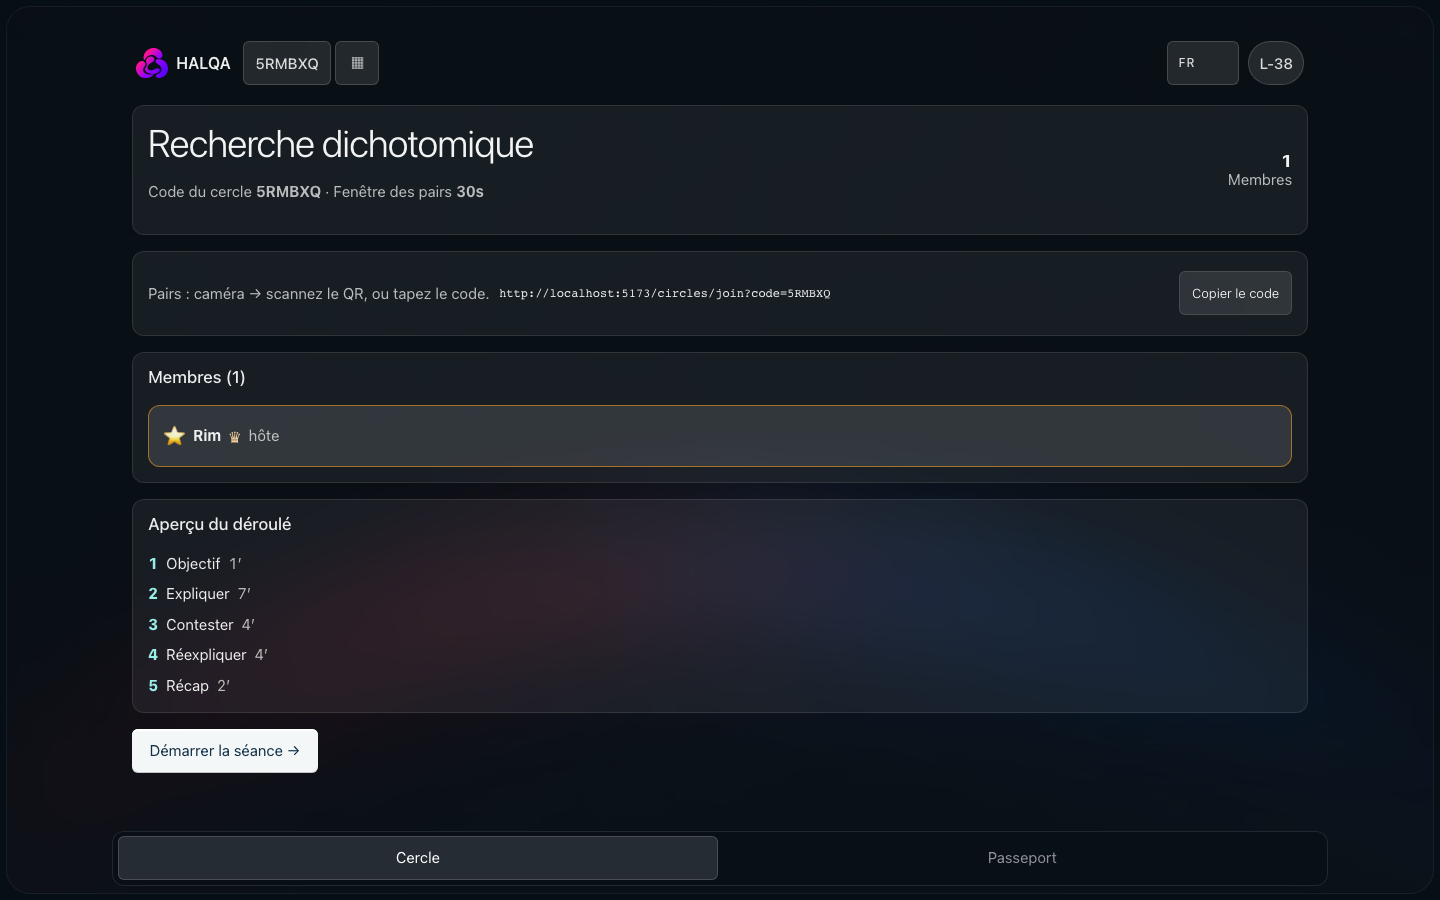 HALQA 5RMBXQ
FR L-38
Recherche dichotomique
Code du cercle 5RMBXQ · Fenêtre des pairs 30s
1
Membres
Pairs : caméra → scannez le QR, ou tapez le code. http://localhost:5173/circles/join?code=5RMBXQ
Copier le code
Membres (1)
⭐ Rim ♛ hôte
Aperçu du déroulé
1 Objectif 1′
2 Expliquer 7′
3 Contester 4′
4 Réexpliquer 4′
5 Récap 2′
Démarrer la séance →
Cercle Passeport